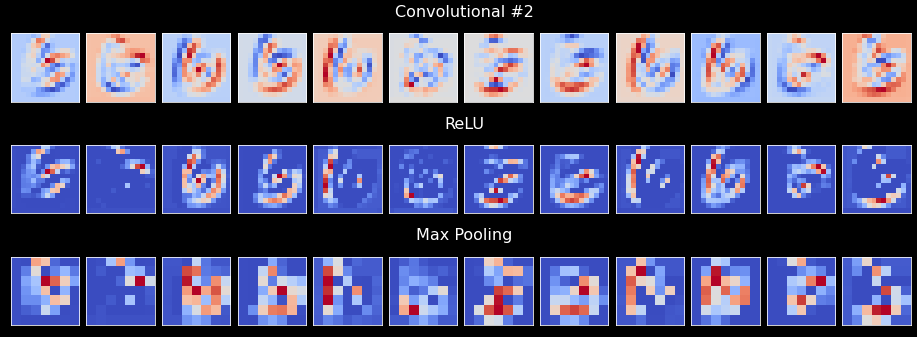 Convolutional #2
ReLU
Max Pooling